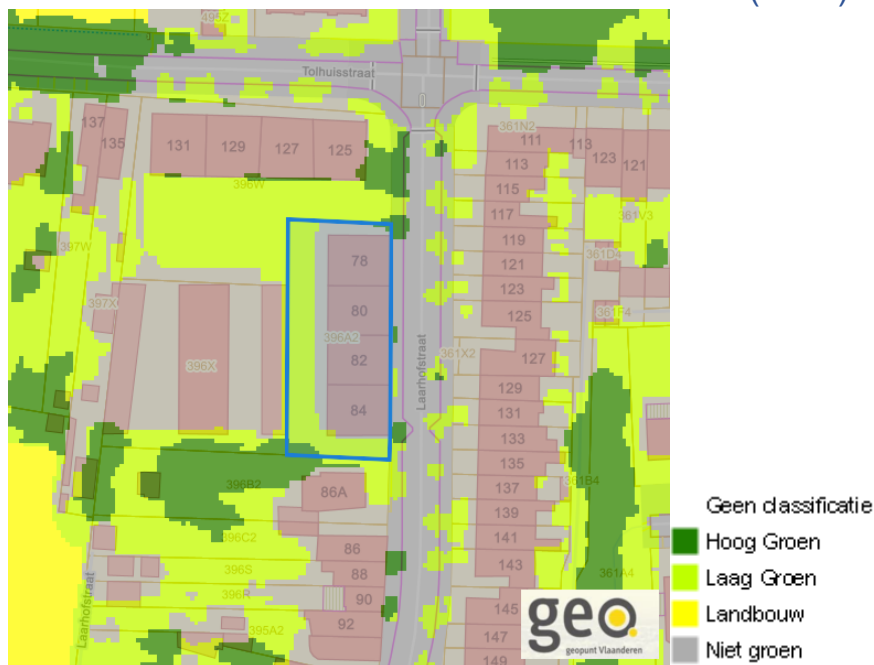 495Z
Tolhuisstraat
137
135
131
129
127
125
396W
361N2
111
113
123
121
113
115
117
119
121
123
125
127
129
131
133
135
137
139
141
143
145
147
149
361V3
361D4
361F4
361X2
361B4
361A4
397W
397X
396X
78
80
396A2
82
84
Laarhofstraat
396B2
86A
396C2
86
396S
88
396R
90
395A2
92
Laarhofstraat
geo
geopunt Vlaanderen
Geen classificatie
Hoog Groen
Laag Groen
Landbouw
Niet groen